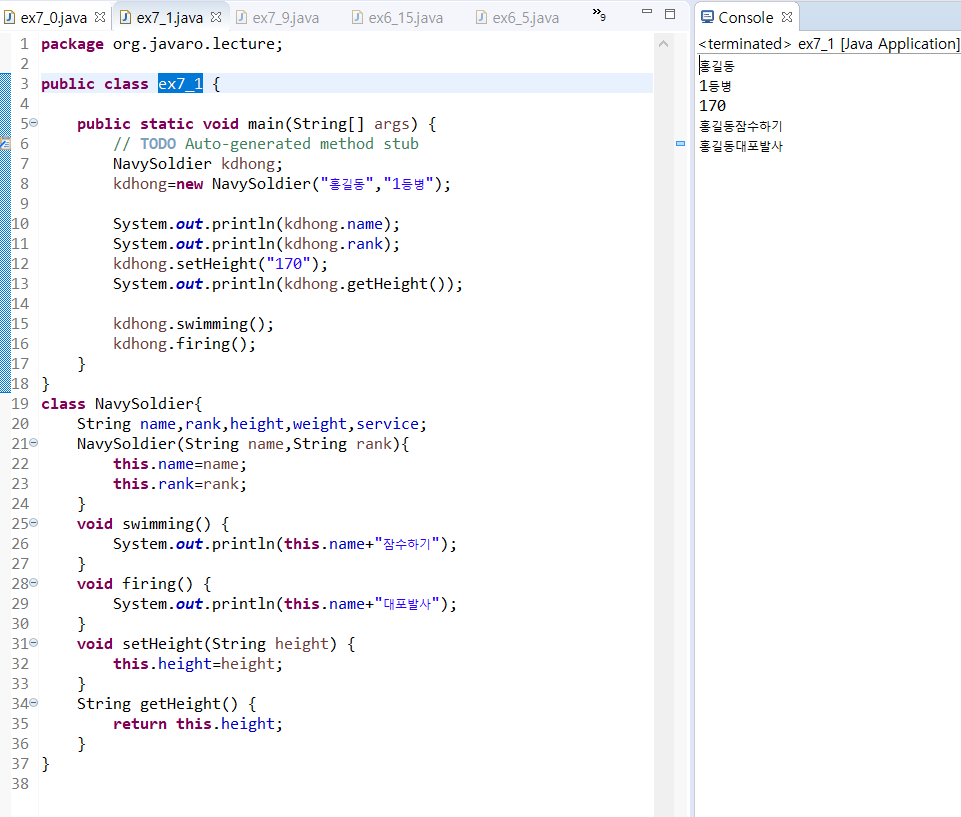 ex7_0.java ex7_1.java ex7_9.java ex6_15.java ex6_5.java »9
1 package org.javaro.lecture;
2
3 public class ex7_1 {
4
5 public static void main(String[] args) {
6 // TODO Auto-generated method stub
7 NavySoldier kdhong;
8 kdhong=new NavySoldier("홍길동","1등병");
9
10 System.out.println(kdhong.name);
11 System.out.println(kdhong.rank);
12 kdhong.setHeight("170");
13 System.out.println(kdhong.getHeight());
14
15 kdhong.swimming();
16 kdhong.firing();
17 }
18 }
19 class NavySoldier{
20 String name,rank,height,weight,service;
21 NavySoldier(String name,String rank){
22 this.name=name;
23 this.rank=rank;
24 }
25 void swimming() {
26 System.out.println(this.name+"잠수하기");
27 }
28 void firing() {
29 System.out.println(this.name+"대포발사");
30 }
31 void setHeight(String height) {
32 this.height=height;
33 }
34 String getHeight() {
35 return this.height;
36 }
37 }
38
Console
<terminated> ex7_1 [Java Application]
홍길동
1등병
170
홍길동잠수하기
홍길동대포발사